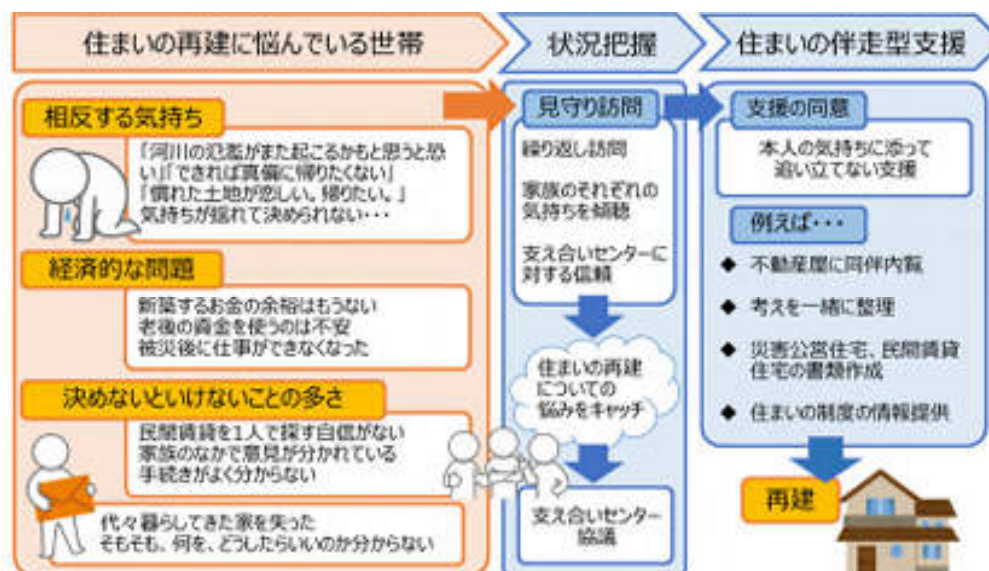 住まいの再建に悩んでいる世帯
相反する気持ち
「河川の氾濫がまた起こるかもと思うと恐
い」「できれば真備に帰りたくない」
「慣れた土地が恋しい。帰りたい。」
気持ちが揺れて決められない・・・
経済的な問題
新築するお金の余裕はもうない
老後の資金を使うのは不安
被災後に仕事ができなくなった
決めないといけないことの多さ
民間賃貸を1人で探す自信がない
家族のなかで意見が分かれている
手続きがよく分からない
代々暮らしてきた家を失った
そもそも、何を、どうしたらいいのか分からない
状況把握
見守り訪問
繰り返し訪問
家族のそれぞれの
気持ちを傾聴
支え合いセンターに
対する信頼
住まいの再建
についての
悩みをキャッチ
支え合いセンター
協議
住まいの伴走型支援
支援の同意
本人の気持ちに添って
追い立てない支援
例えば・・・
◆ 不動産屋に同伴内覧
◆ 考えを一緒に整理
◆ 災害公営住宅、民間賃貸
住宅の書類作成
◆ 住まいの制度の情報提供
再建